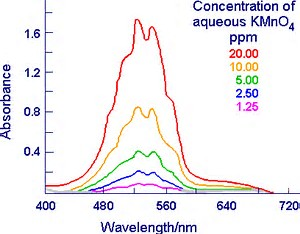 Concentration of
aqueous KMnO4
ppm
20.00
10.00
5.00
2.50
1.25
Absorbance
1.6
1.2
0.8
0.4
400 480 560 640 720
Wavelength/nm